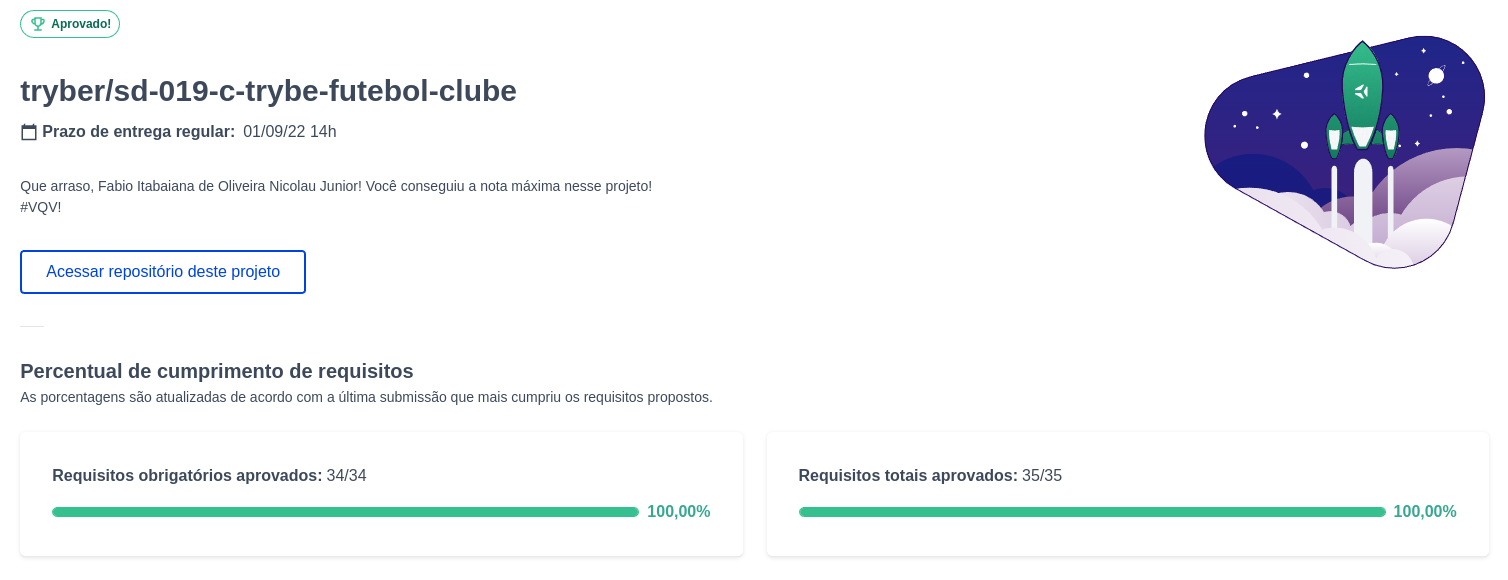 Aprovado!
tryber/sd-019-c-trybe-futebol-clube
Prazo de entrega regular: 01/09/22 14h
Que arraso, Fabio Itabaiana de Oliveira Nicolau Junior! Você conseguiu a nota máxima nesse projeto!
#VQV!
Acessar repositório deste projeto
Percentual de cumprimento de requisitos
As porcentagens são atualizadas de acordo com a última submissão que mais cumpriu os requisitos propostos.
Requisitos obrigatórios aprovados: 34/34
100,00%
Requisitos totais aprovados: 35/35
100,00%